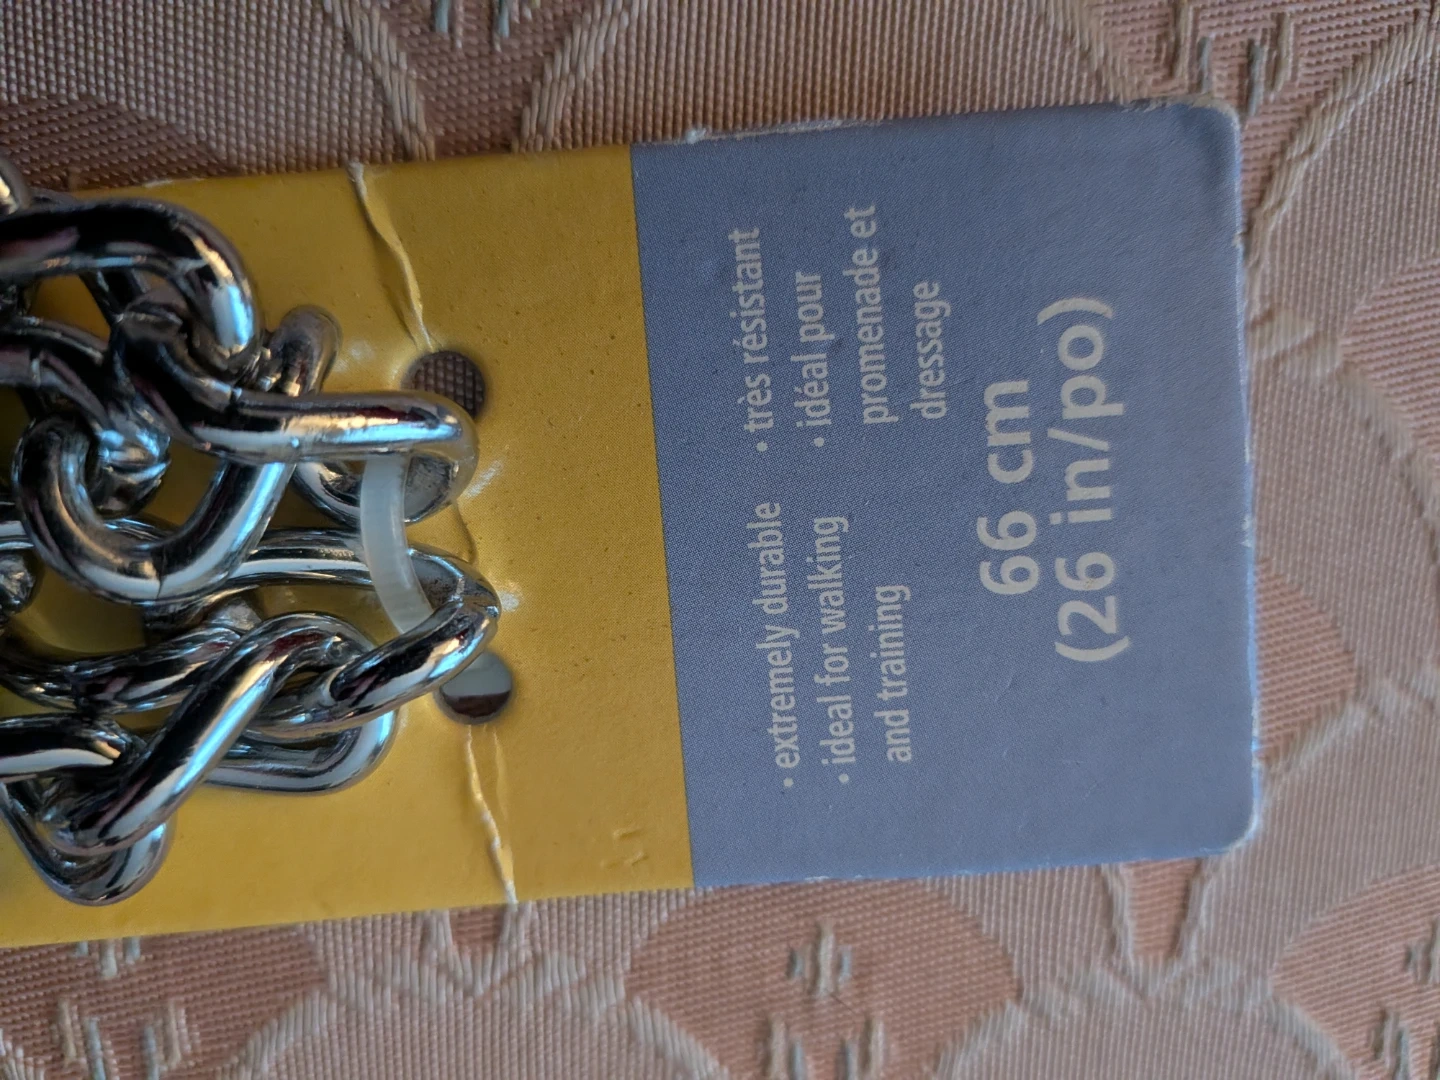 • extremely durable
• ideal for walking
and training
• très résistant
• idéal pour
promenade et
dressage
66 cm
(26 in/po)